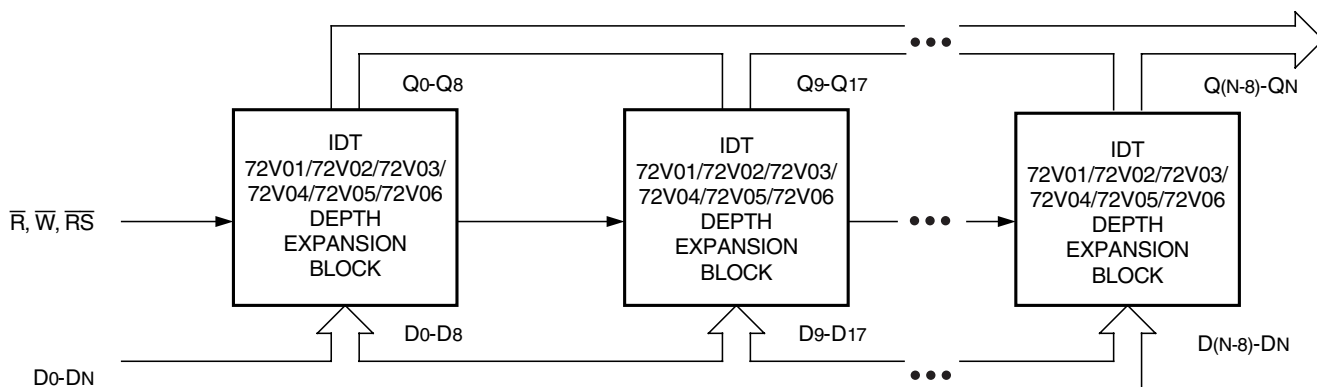 Q0-Q8
Q9-Q17
Q(N-8)-QN
IDT
72V01/72V02/72V03/
72V04/72V05/72V06
DEPTH
EXPANSION
BLOCK
IDT
72V01/72V02/72V03/
72V04/72V05/72V06
DEPTH
EXPANSION
BLOCK
IDT
72V01/72V02/72V03/
72V04/72V05/72V06
DEPTH
EXPANSION
BLOCK
R̅, W̅, R̅S̅
D0-D8
D9-D17
D(N-8)-DN
D0-DN